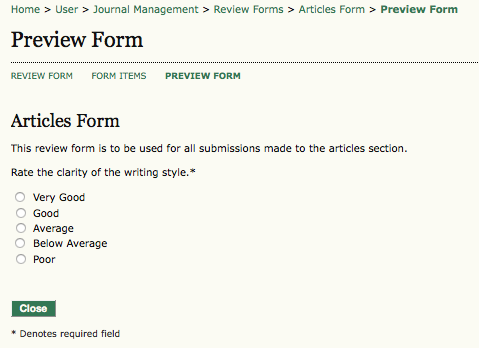 Home > User > Journal Management > Review Forms > Articles Form > Preview Form
Preview Form
REVIEW FORM FORM ITEMS PREVIEW FORM
Articles Form
This review form is to be used for all submissions made to the articles section.
Rate the clarity of the writing style.*
Very Good
Good
Average
Below Average
Poor
Close
* Denotes required field